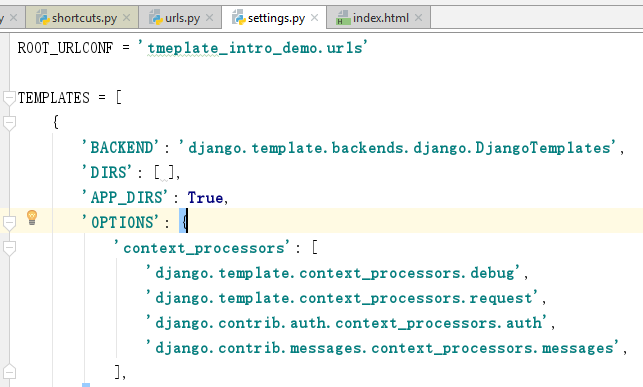 y shortcuts.py urls.py settings.py index.html
ROOT_URLCONF = 'tmeplate_intro_demo.urls'
TEMPLATES = [
{
'BACKEND': 'django.template.backends.django.DjangoTemplates',
'DIRS': [ ],
'APP_DIRS': True,
'OPTIONS': {
'context_processors': [
'django.template.context_processors.debug',
'django.template.context_processors.request',
'django.contrib.auth.context_processors.auth',
'django.contrib.messages.context_processors.messages',
],